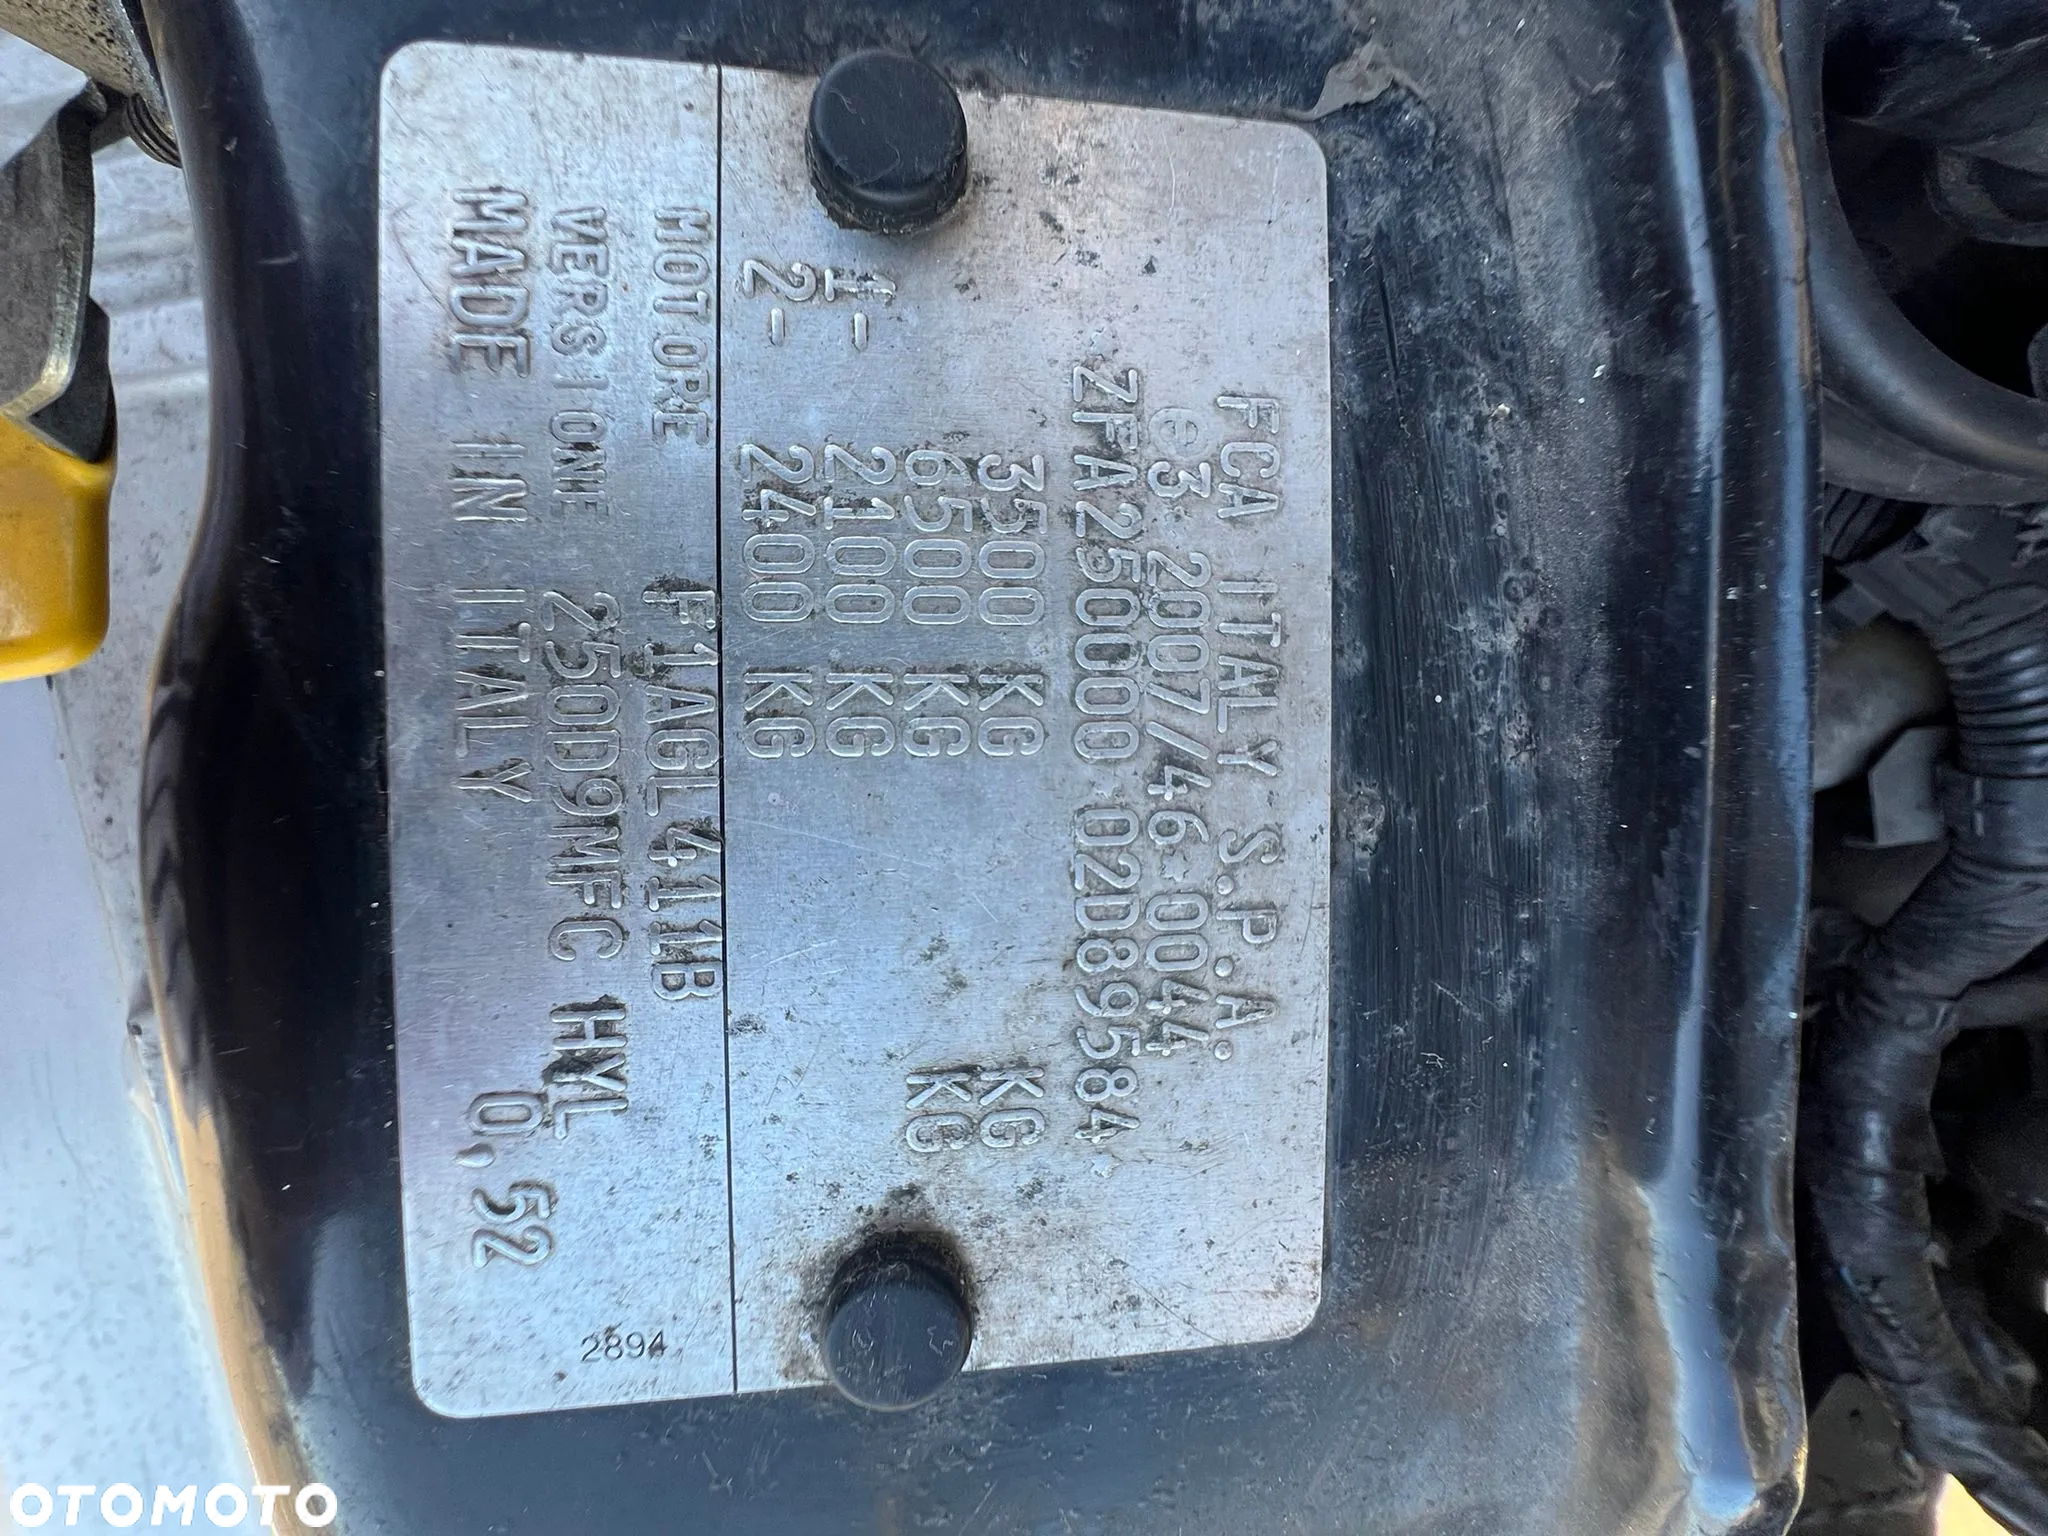 FCA ITALY S.P.A.
e3*2007/46*0044*
ZFA25000002D89584
3500 KG KG
6500 KG KG
1- 2100 KG
2- 2400 KG
MOTORE F1AGL411B
VERSIONE 250D9MFC HYL
MADE IN ITALY 0,52
2894
OTOMOTO